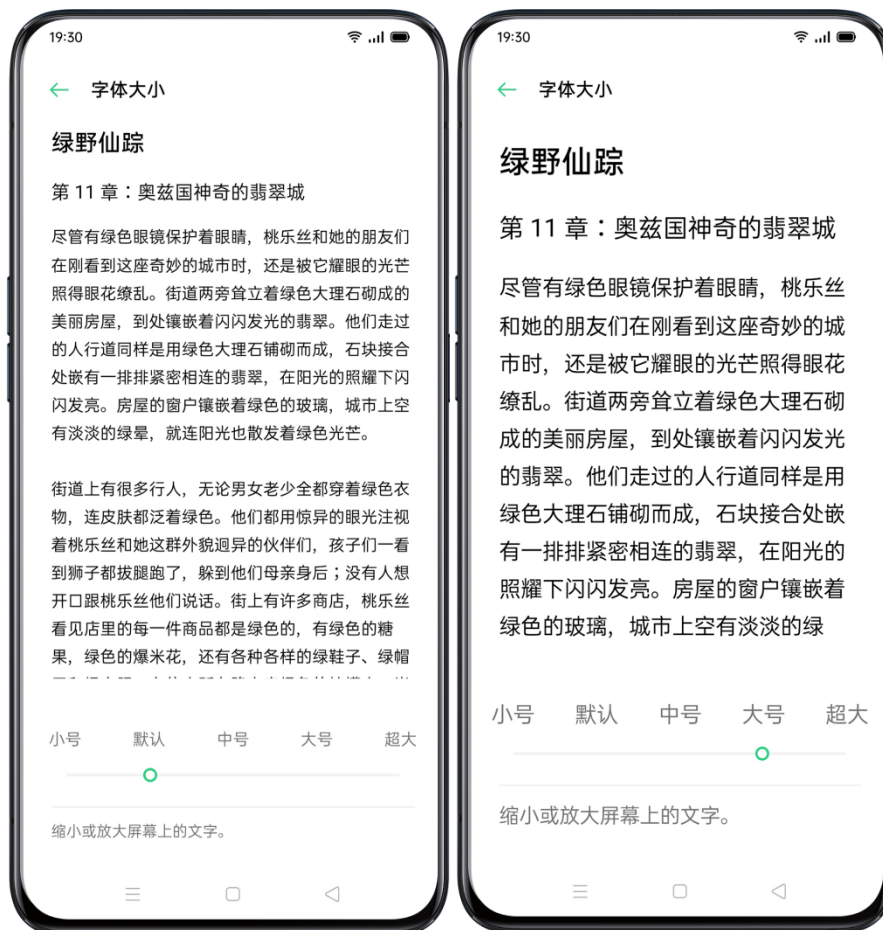 19:30
字体大小
绿野仙踪
第 11 章：奥兹国神奇的翡翠城
尽管有绿色眼镜保护着眼睛，桃乐丝和她的朋友们
在刚看到这座奇妙的城市时，还是被它耀眼的光芒
照得眼花缭乱。街道两旁耸立着绿色大理石砌成的
美丽房屋，到处镶嵌着闪闪发光的翡翠。他们走过
的人行道同样是用绿色大理石铺砌而成，石块接合
处嵌有一排排紧密相连的翡翠，在阳光的照耀下闪
闪发亮。房屋的窗户镶嵌着绿色的玻璃，城市上空
有淡淡的绿晕，就连阳光也散发着绿色光芒。
街道上有很多行人，无论男女老少全都穿着绿色衣
物，连皮肤都泛着绿色。他们都用惊异的眼光注视
着桃乐丝和她这群外貌迥异的伙伴们，孩子们一看
到狮子都拔腿跑了，躲到他们母亲身后；没有人想
开口跟桃乐丝他们说话。街上有许多商店，桃乐丝
看见店里的每一件商品都是绿色的，有绿色的糖
果，绿色的爆米花，还有各种各样的绿鞋子、绿帽
小号 默认 中号 大号 超大
缩小或放大屏幕上的文字。
19:30
字体大小
绿野仙踪
第 11 章：奥兹国神奇的翡翠城
尽管有绿色眼镜保护着眼睛，桃乐丝
和她的朋友们在刚看到这座奇妙的城
市时，还是被它耀眼的光芒照得眼花
缭乱。街道两旁耸立着绿色大理石砌
成的美丽房屋，到处镶嵌着闪闪发光
的翡翠。他们走过的人行道同样是用
绿色大理石铺砌而成，石块接合处嵌
有一排排紧密相连的翡翠，在阳光的
照耀下闪闪发亮。房屋的窗户镶嵌着
绿色的玻璃，城市上空有淡淡的绿
小号 默认 中号 大号 超大
缩小或放大屏幕上的文字。